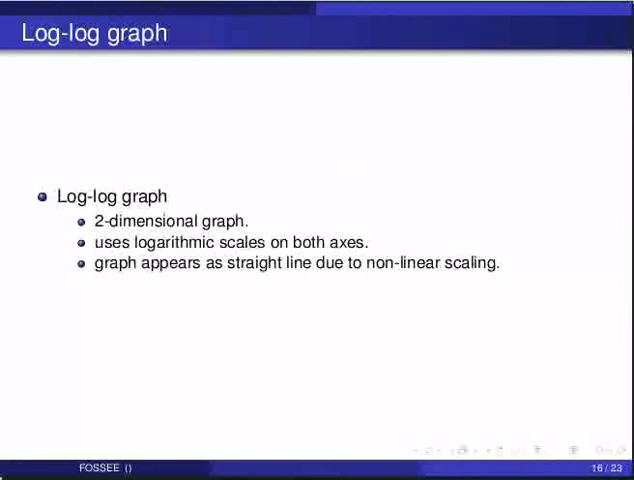 Log-log graph
Log-log graph
2-dimensional graph.
uses logarithmic scales on both axes.
graph appears as straight line due to non-linear scaling.
FOSSEE ()
16 / 23